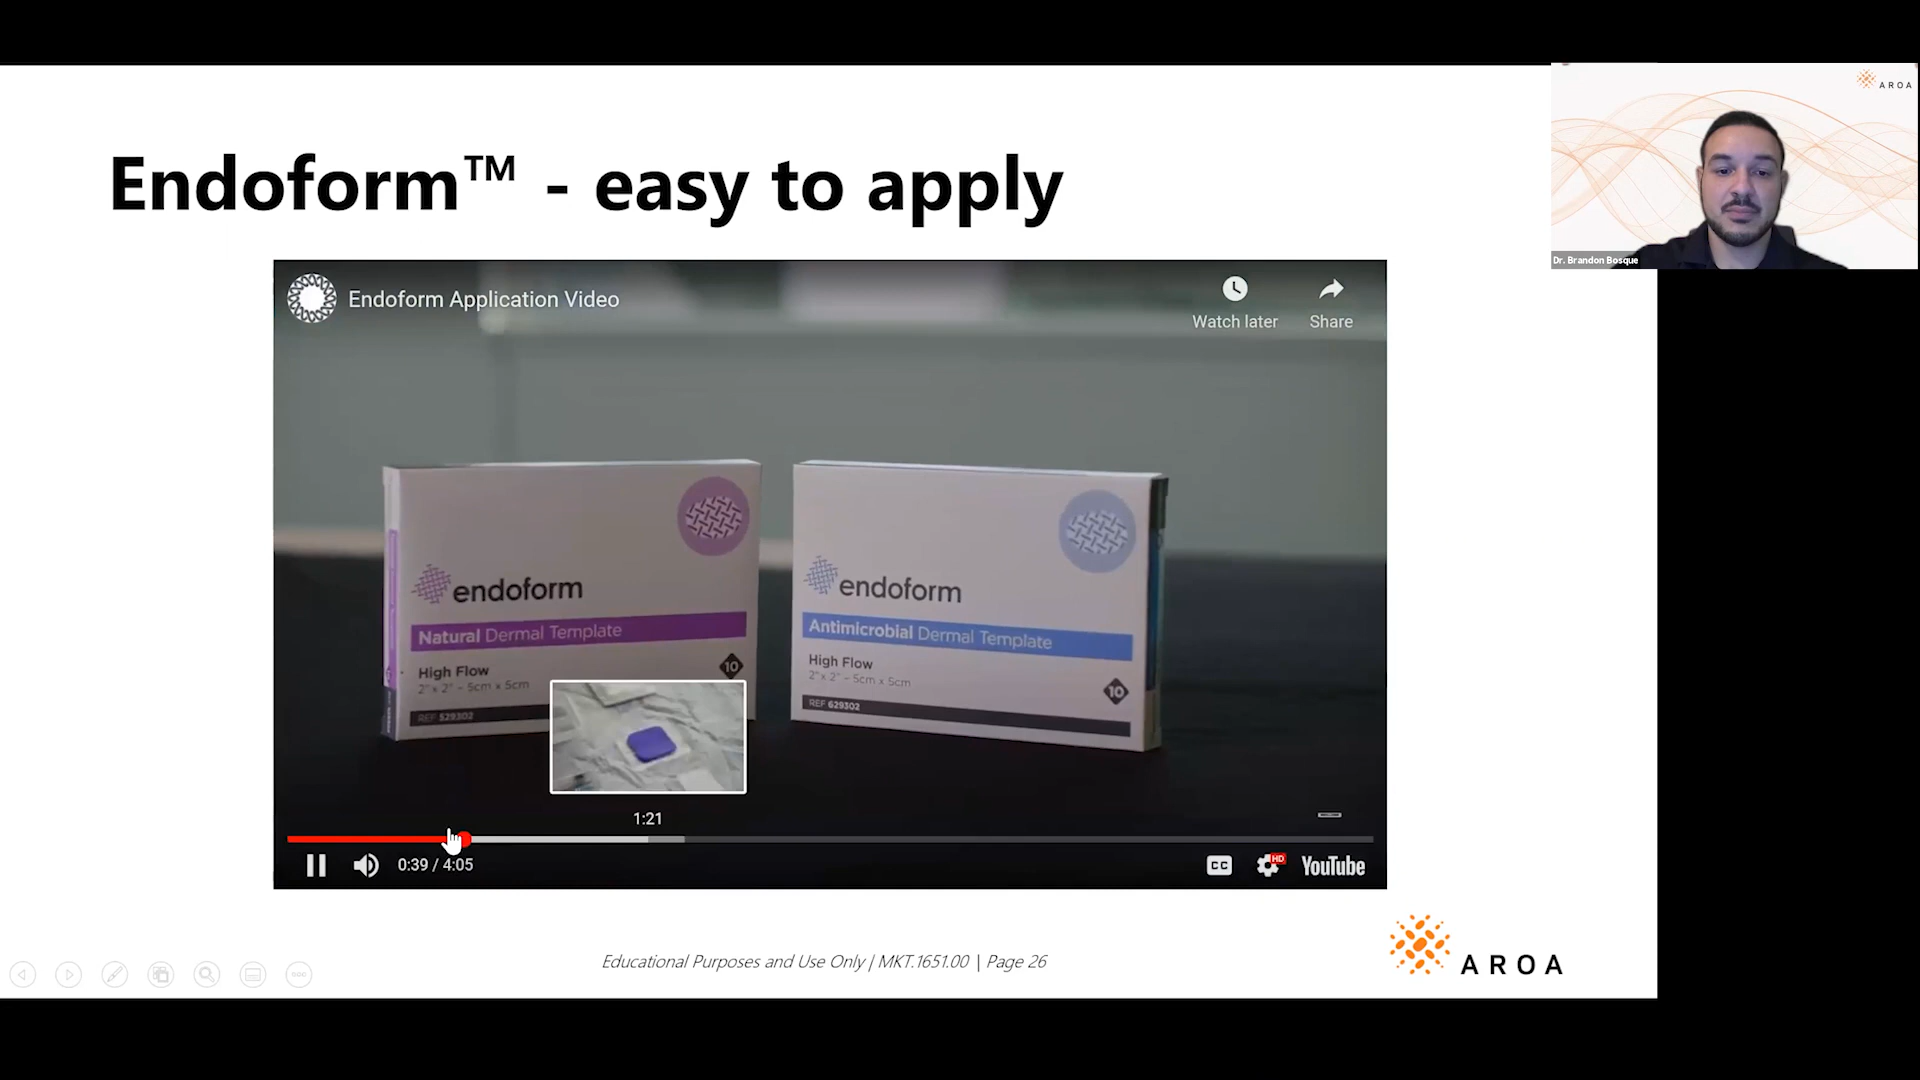 AROA
Dr. Brandon Bosque
Endoform™ - easy to apply
Endoform Application Video
Watch later
Share
endoform
Natural Dermal Template
High Flow
2" x 2" - 5cm x 5cm
10
REF 529302
endoform
Antimicrobial Dermal Template
High Flow
2" x 2" - 5cm x 5cm
10
REF 629302
1:21
0:39 / 4:05
CC
HD
YouTube
Educational Purposes and Use Only | MKT.1651.00 | Page 26
AROA